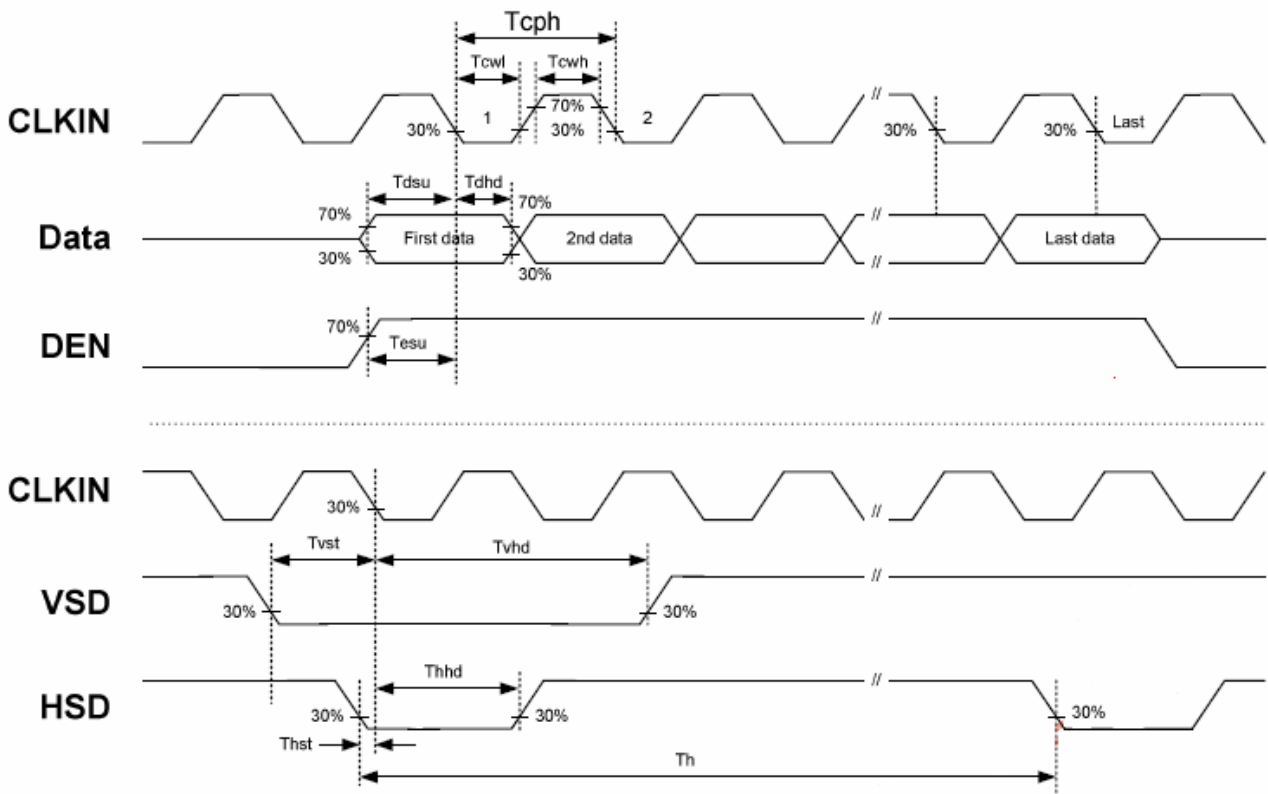 Tcph
Tcwl Tcwh
CLKIN 30% 1 70% 30% 2 // 30% 30% Last
Tdsu Tdhd
70% 70%
Data First data 2nd data // Last data
30% 30% //
DEN 70% //
Tesu
CLKIN 30% //
Tvst Tvhd
VSD 30% 30% //
Thhd
HSD 30% 30% // 30%
Thst
Th